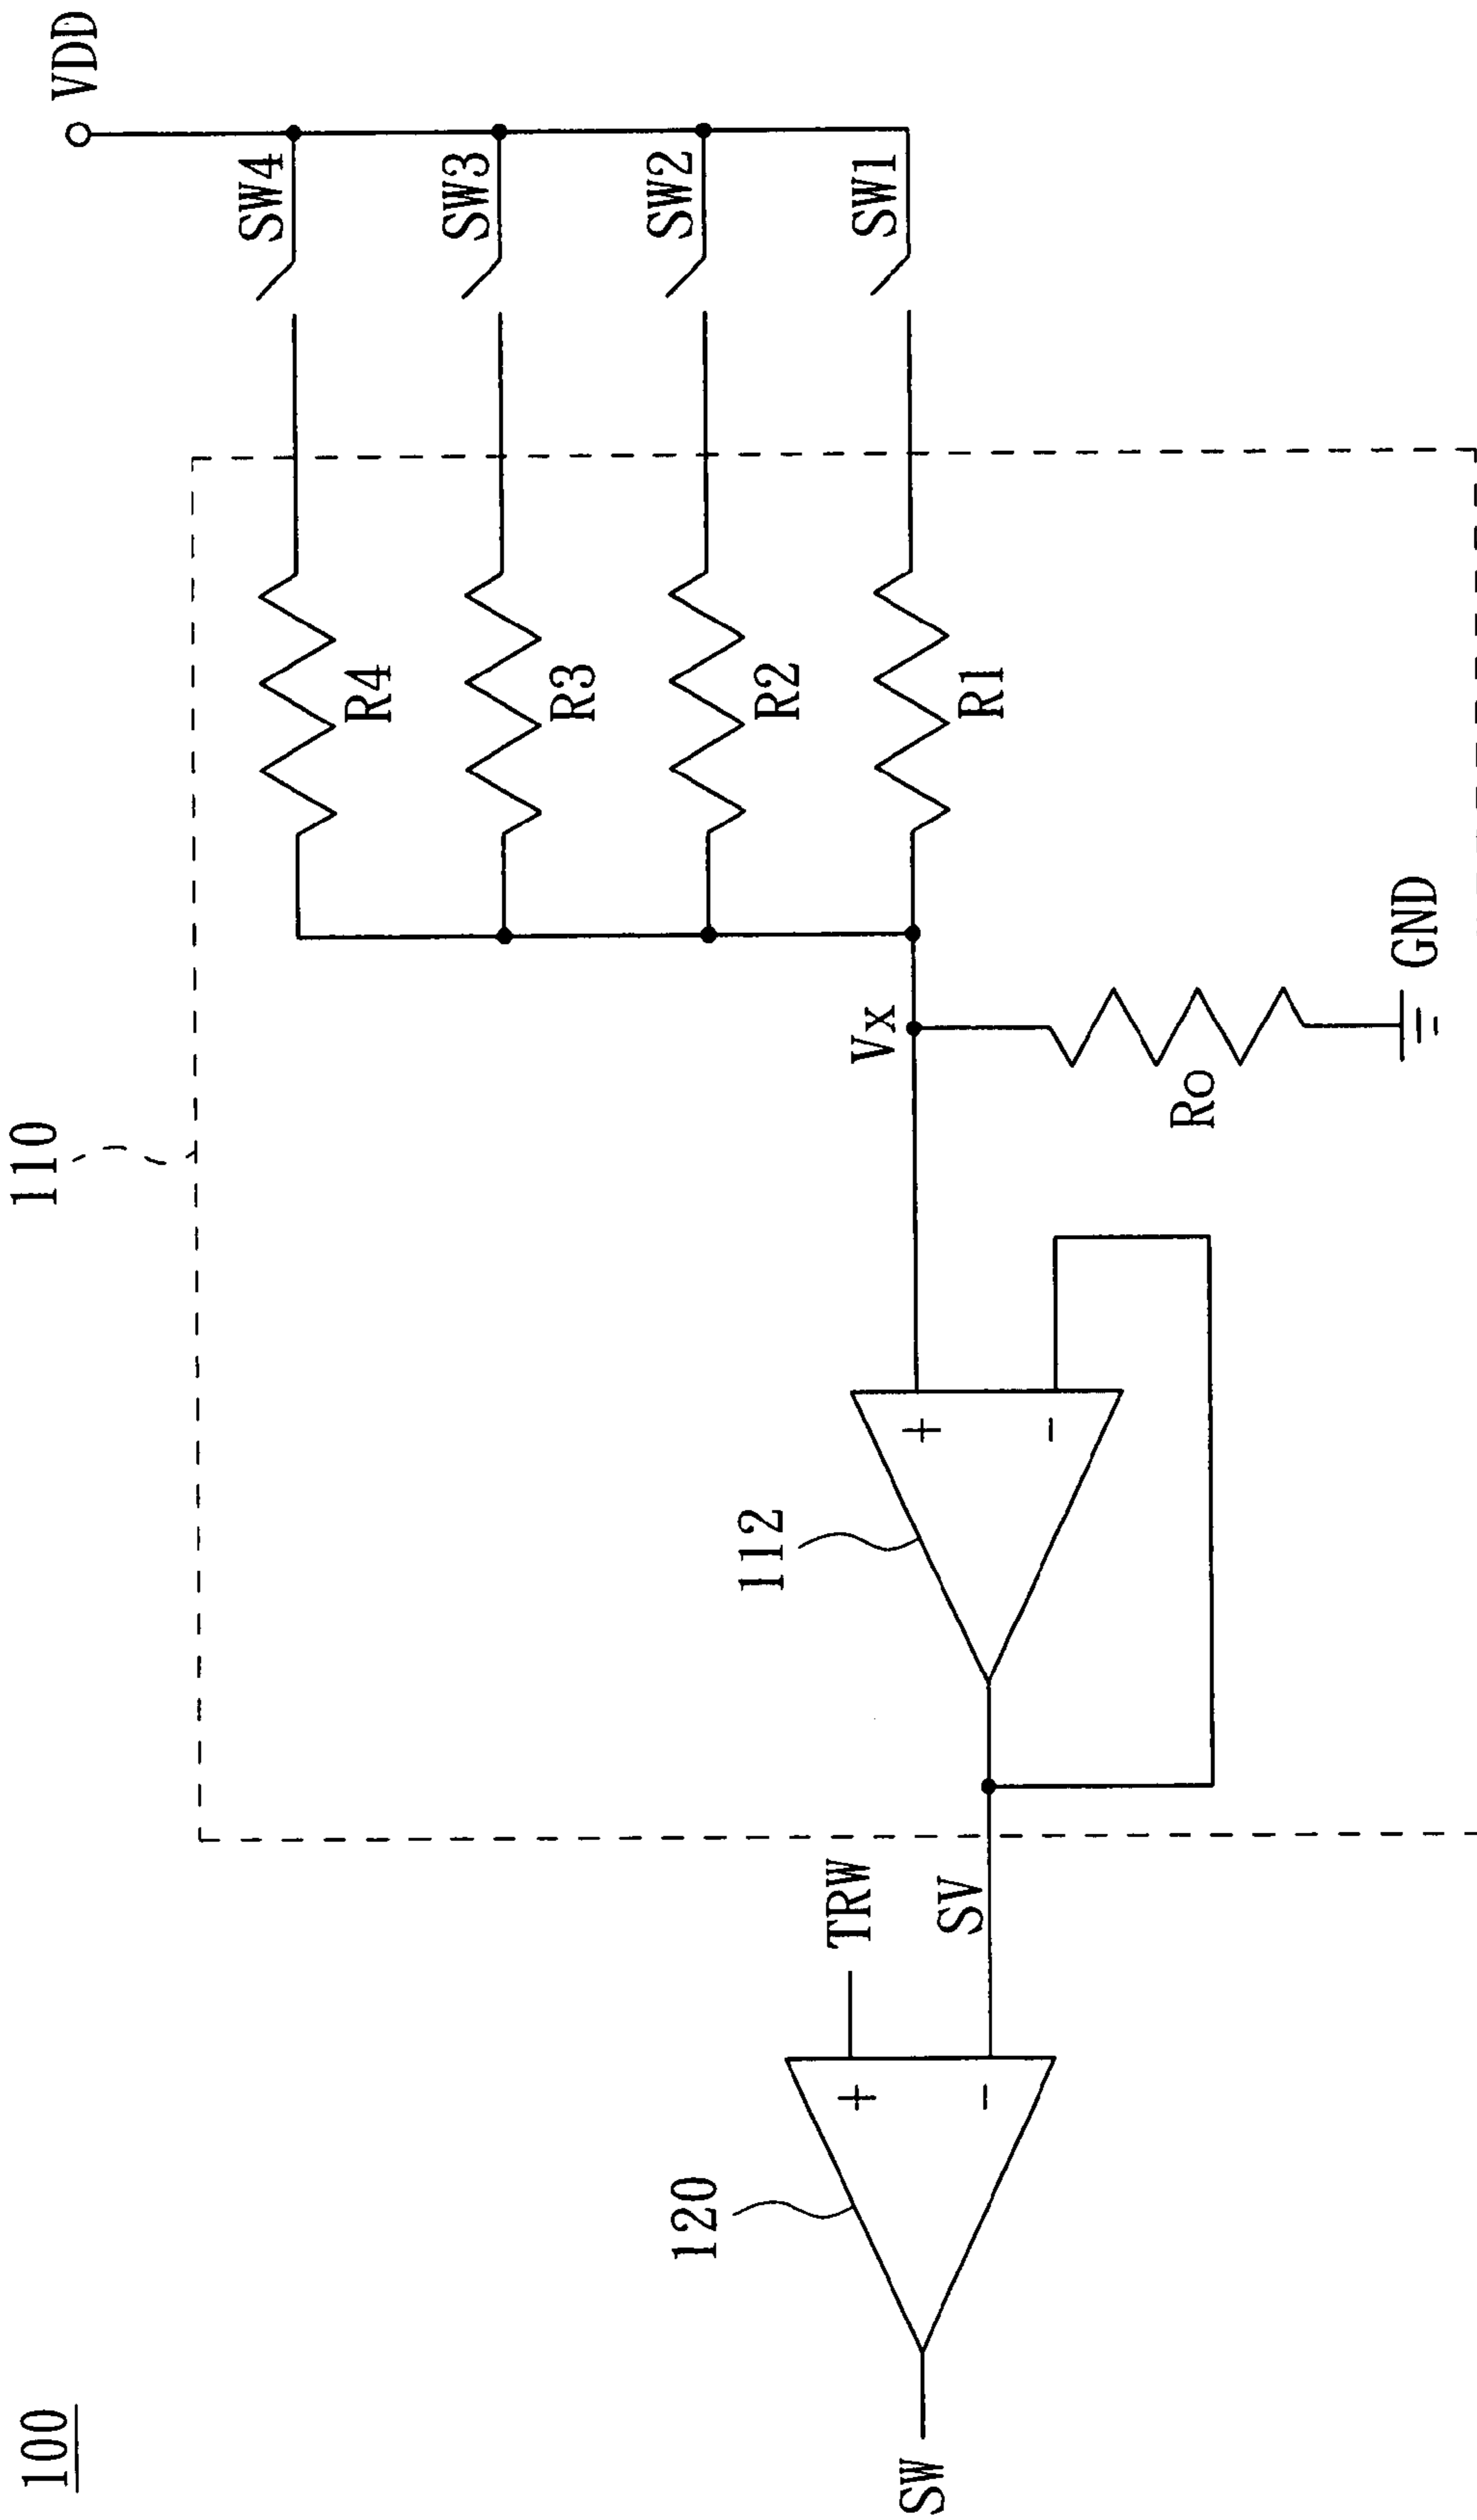 100
110
VDD
SW4
SW3
SW2
SW1
R4
R3
R2
R1
Vx
Ro
GND
112
+
−
TRW
SV
120
+
−
SW